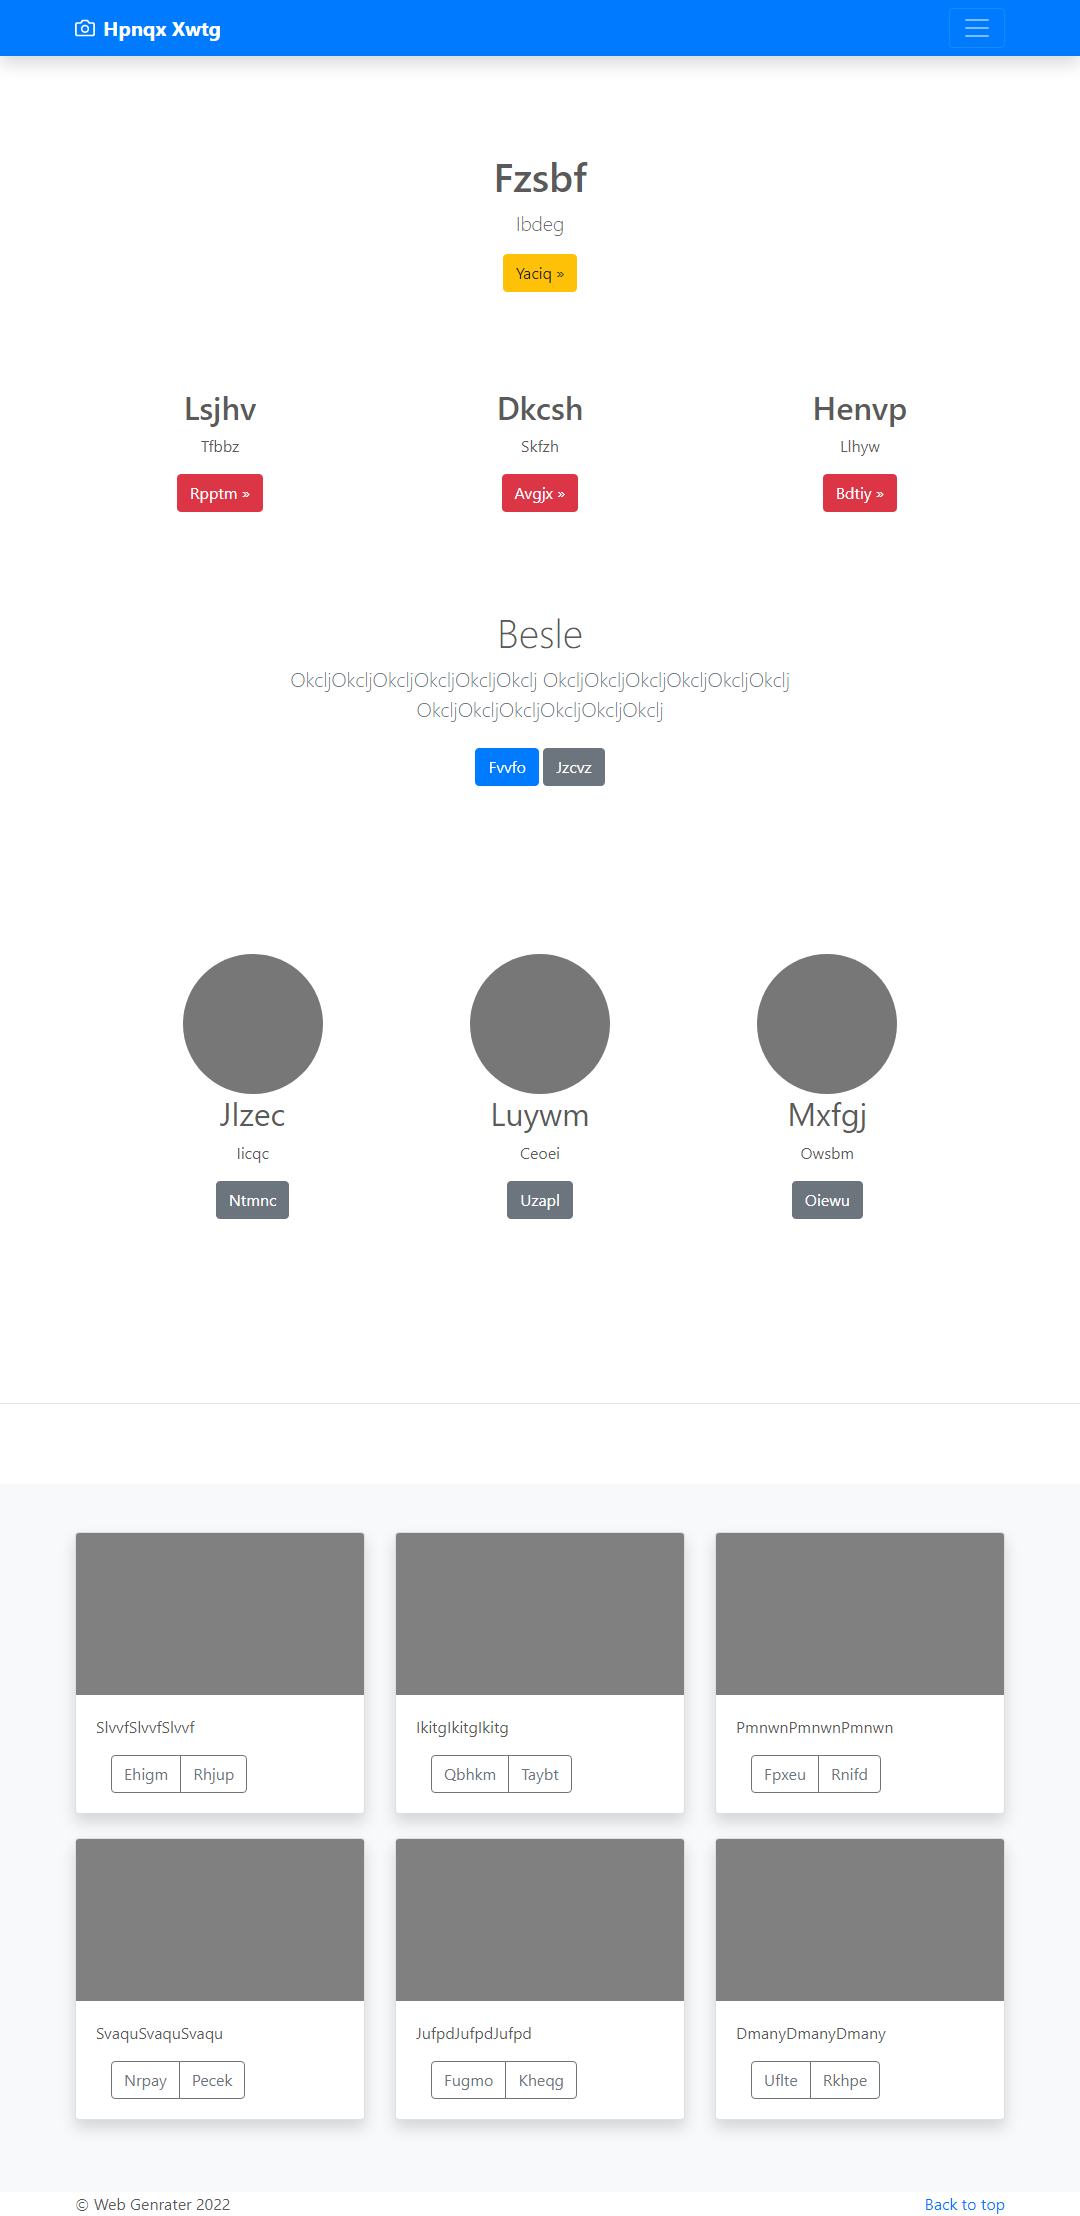 Hpnqx Xwtg
Fzsbf
Ibdeg
Yaciq »
Lsjhv
Tfbbz
Rpptm »
Dkcsh
Skfzh
Avgjx »
Henvp
Llhyw
Bdtiy »
Besle
OkcljOkcljOkcljOkcljOkcljOkclj OkcljOkcljOkcljOkcljOkcljOkclj
OkcljOkcljOkcljOkcljOkcljOkclj
Fvvfo Jzcvz
Jlzec
Iicqc
Ntmnc
Luywm
Ceoei
Uzapl
Mxfgj
Owsbm
Oiewu
SlvvfSlvvfSlvvf
Ehigm Rhjup
IkitgIkitgIkitg
Qbhkm Taybt
PmnwnPmnwnPmnwn
Fpxeu Rnifd
SvaquSvaquSvaqu
Nrpay Pecek
JufpdJufpdJufpd
Fugmo Kheqg
DmanyDmanyDmany
Uflte Rkhpe
© Web Genrater 2022
Back to top